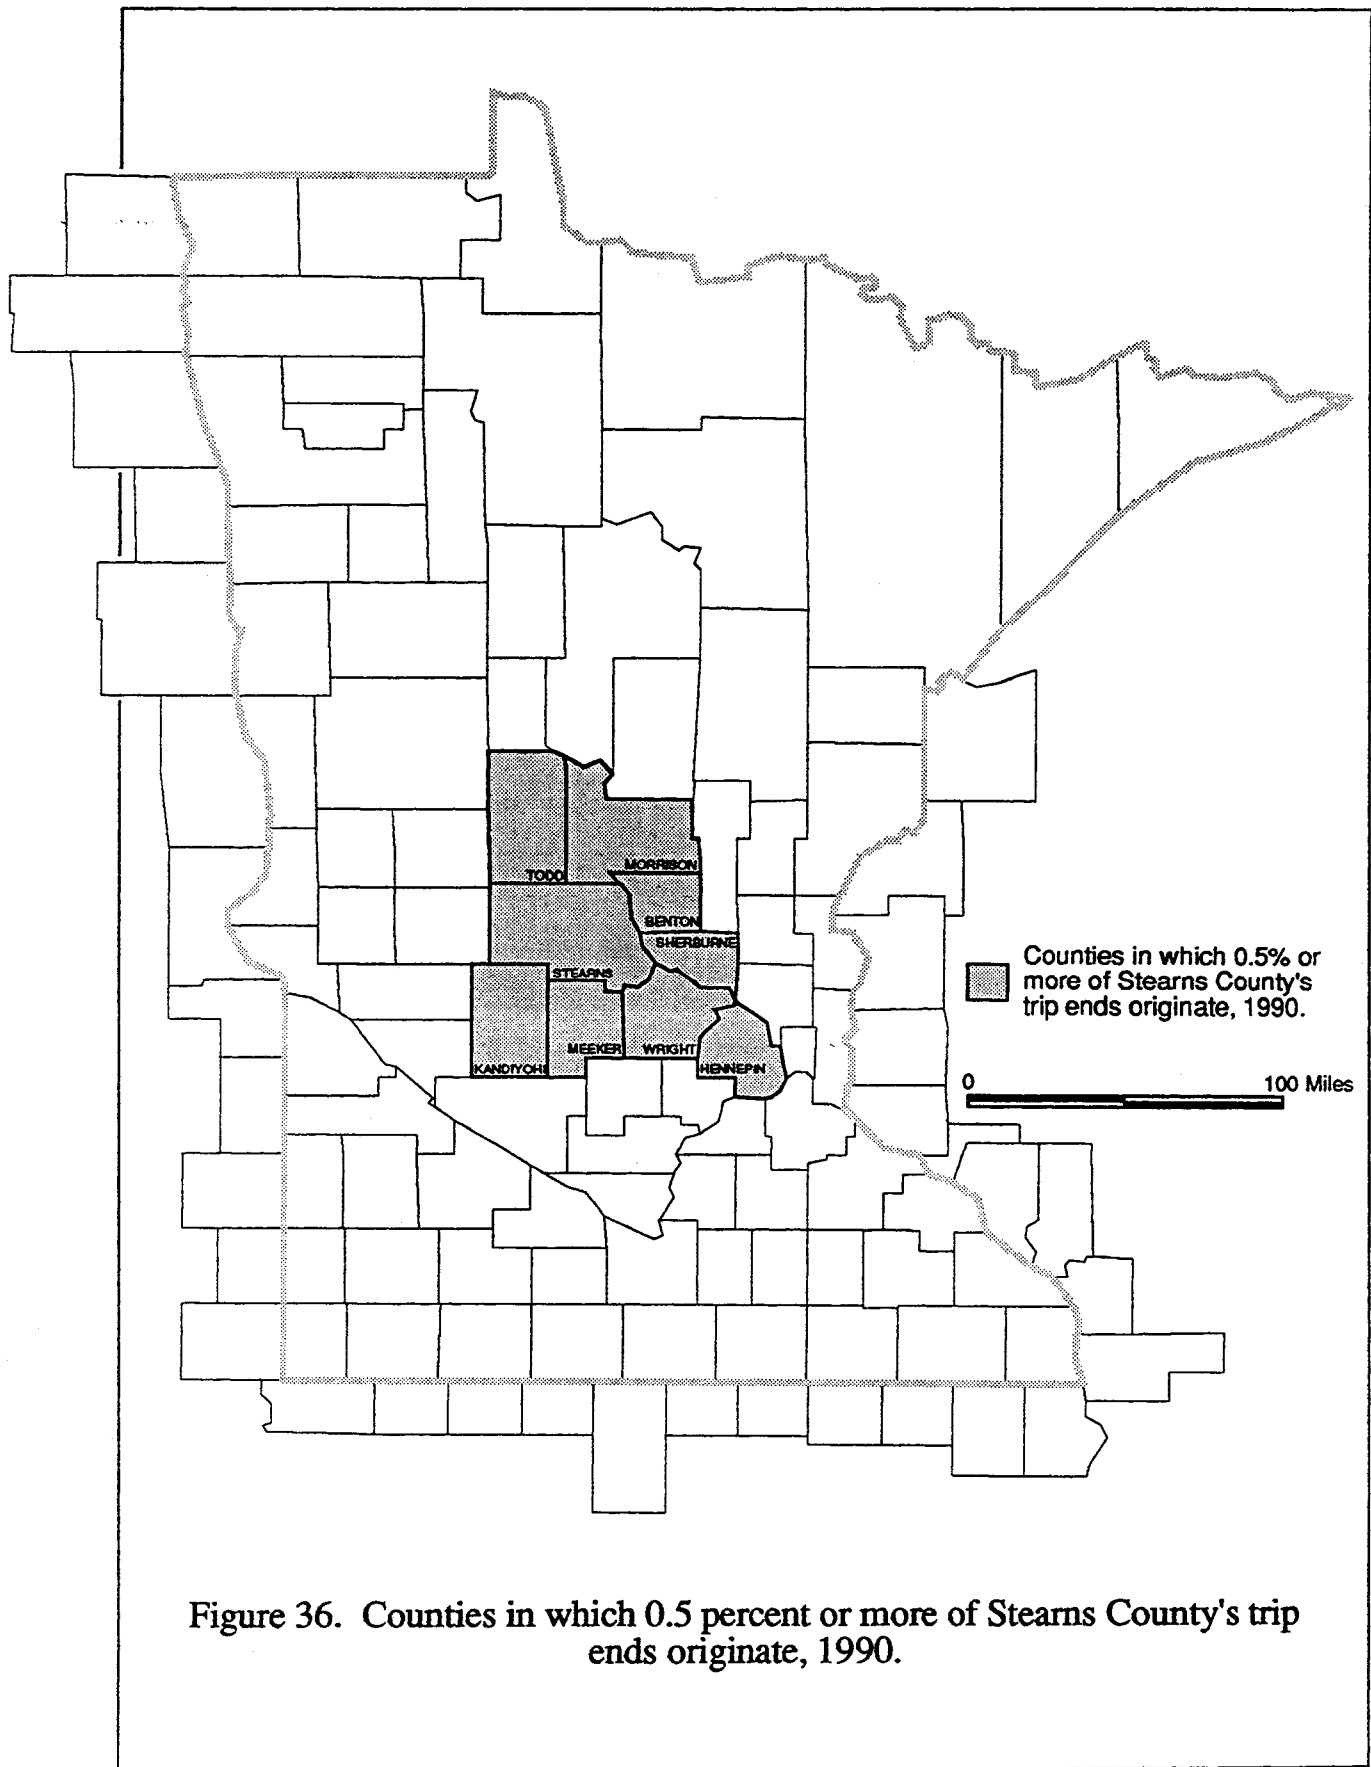 TODD
MORRISON
BENTON
SHERBURNE
STEARNS
KANDIYOHI
MEEKER
WRIGHT
HENNEPIN
Counties in which 0.5% or
more of Stearns County's
trip ends originate, 1990.
0 100 Miles
Figure 36. Counties in which 0.5 percent or more of Stearns County's trip
ends originate, 1990.